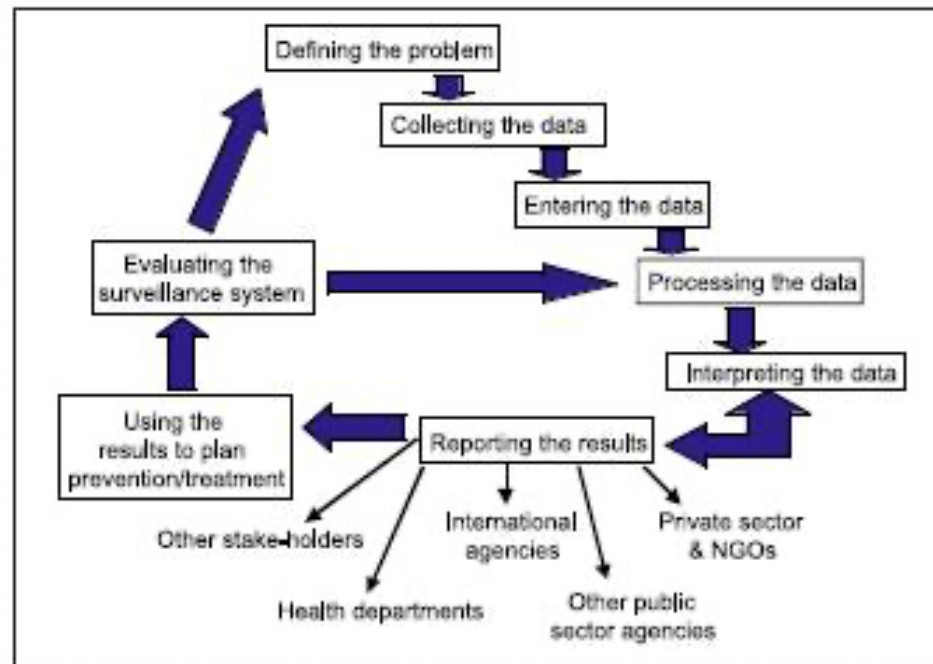 Defining the problem
Collecting the data
Entering the data
Processing the data
Interpreting the data
Reporting the results
Evaluating the
surveillance system
Using the
results to plan
prevention/treatment
Other stake-holders
Health departments
International
agencies
Other public
sector agencies
Private sector
& NGOs